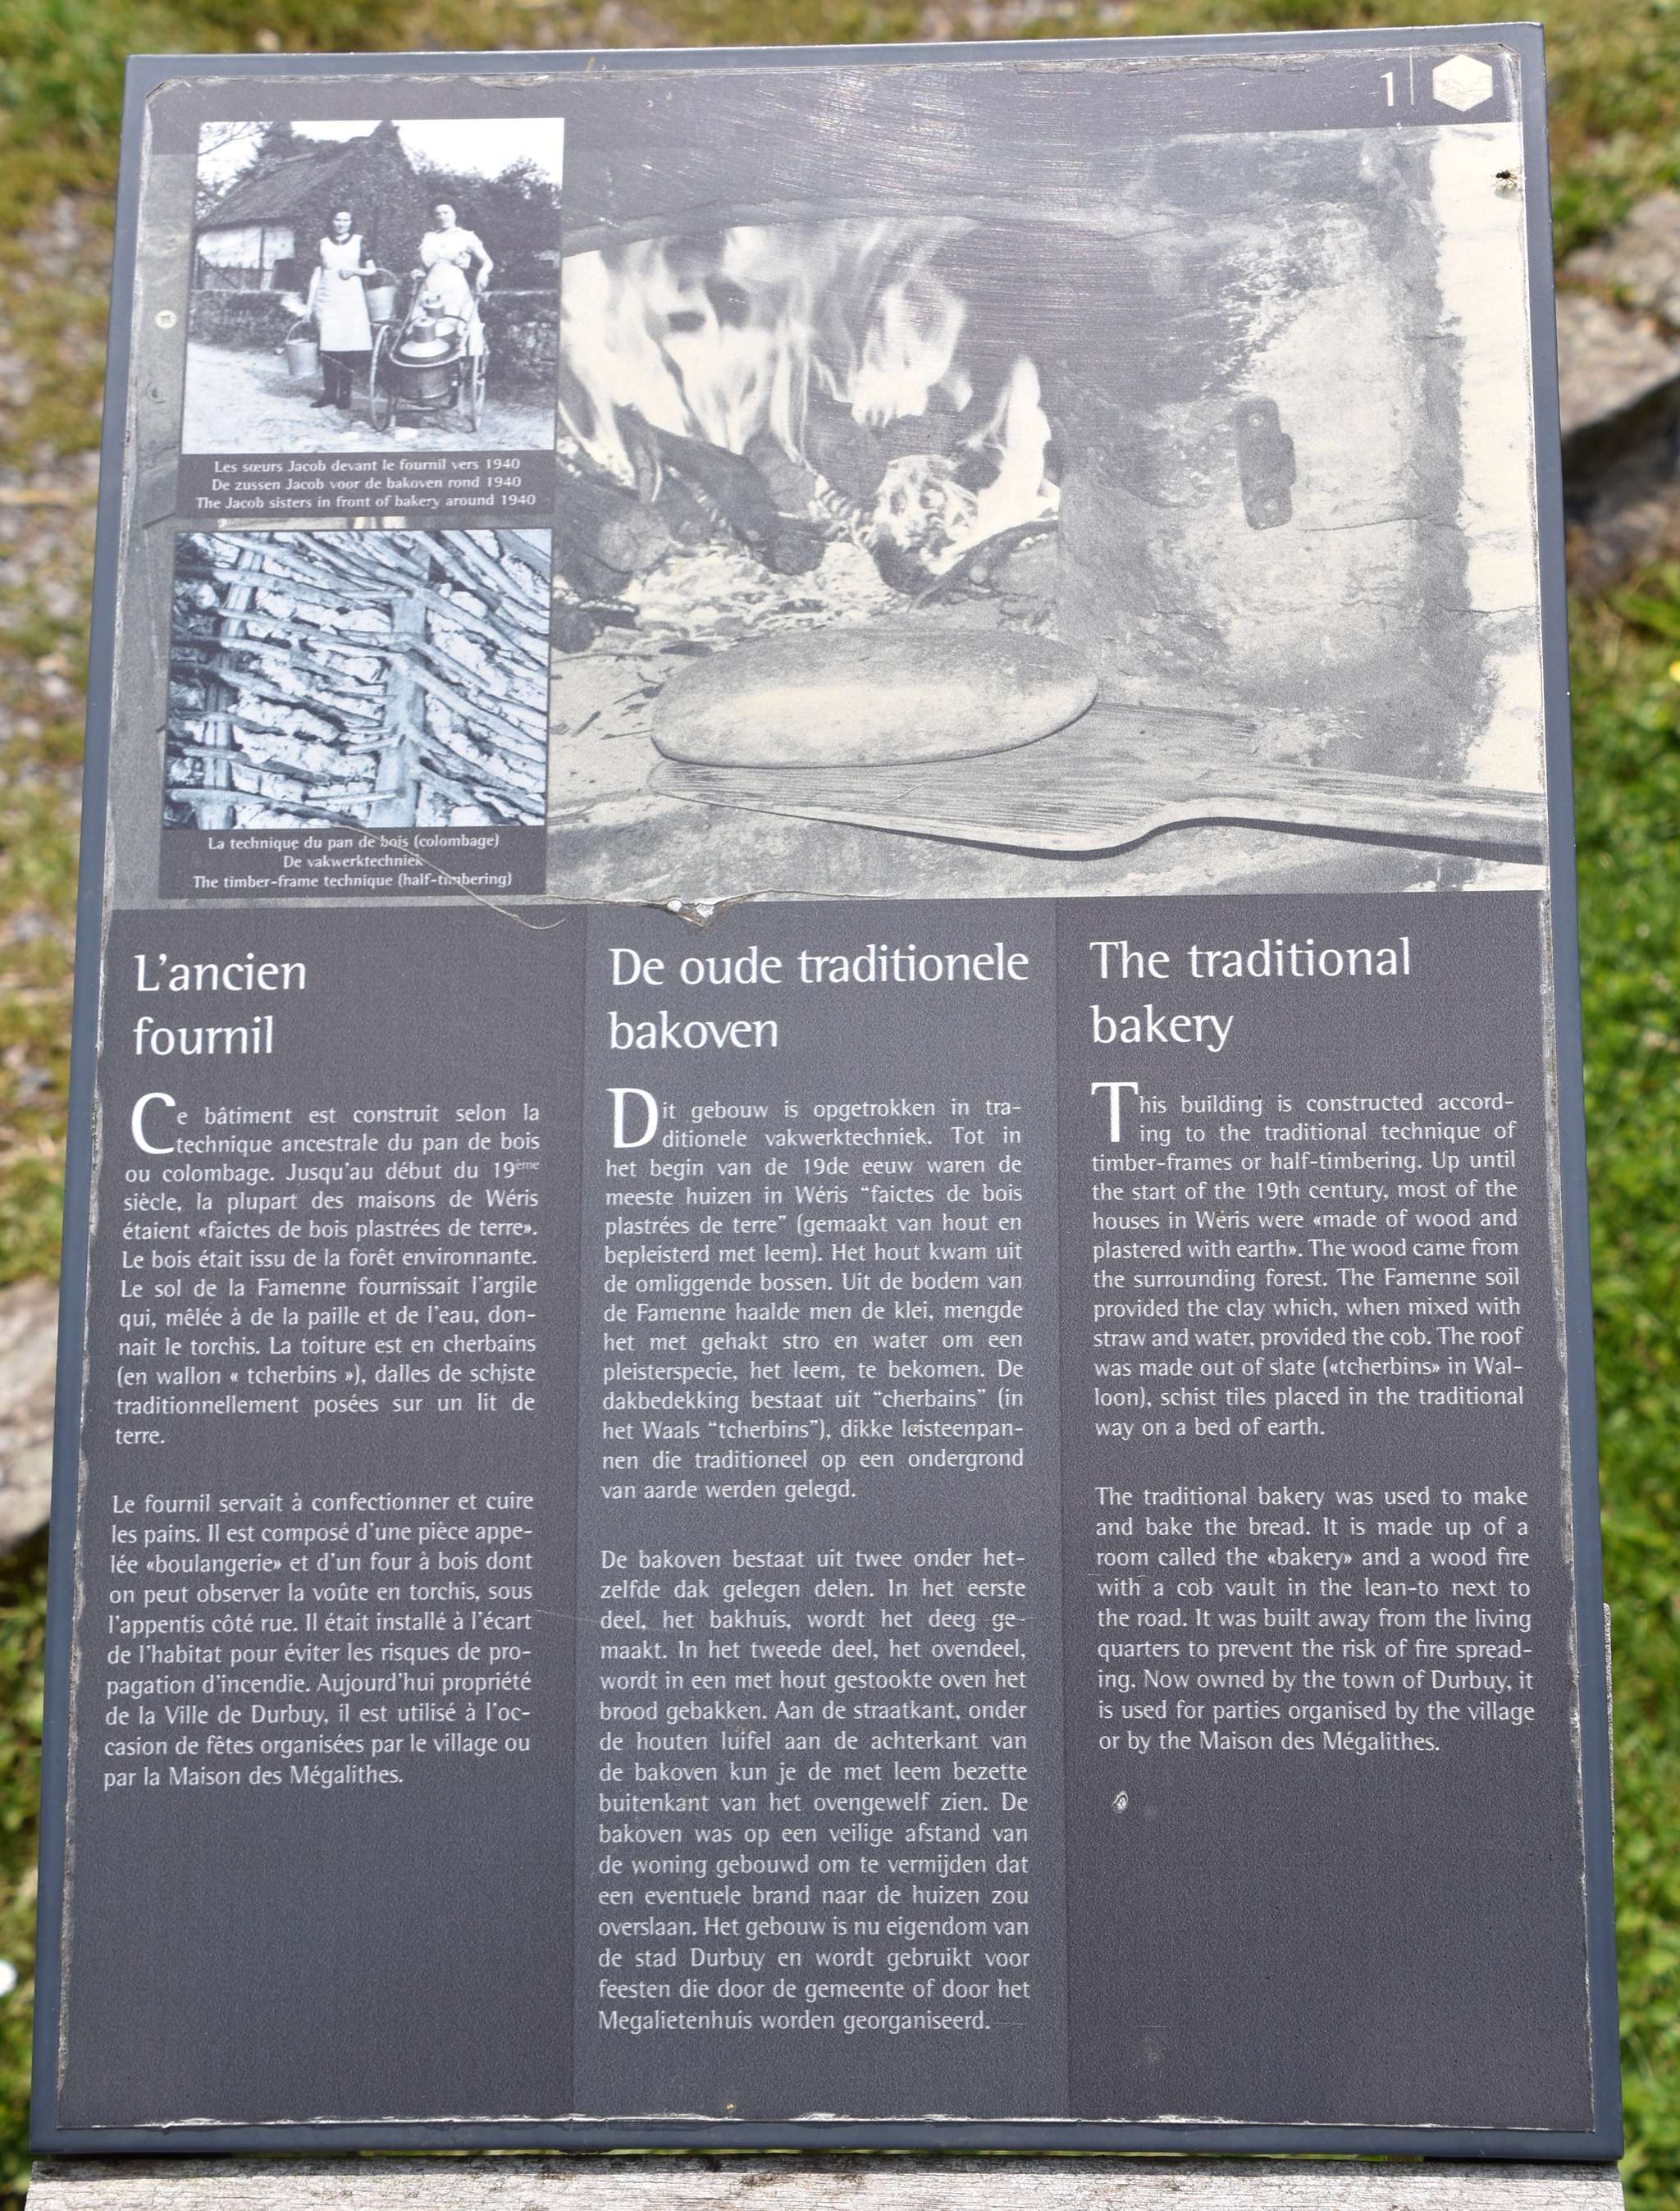 1
Les sœurs Jacob devant le fournil vers 1940
De zussen Jacob voor de bakoven rond 1940
The Jacob sisters in front of bakery around 1940
La technique du pan de bois (colombage)
De vakwerktechniek
The timber-frame technique (half-timbering)
L'ancien
fournil
Ce bâtiment est construit selon la
technique ancestrale du pan de bois
ou colombage. Jusqu'au début du 19ème
siècle, la plupart des maisons de Wéris
étaient «faictes de bois plastrées de terre».
Le bois était issu de la forêt environnante.
Le sol de la Famenne fournissait l'argile
qui, mêlée à de la paille et de l'eau, don-
nait le torchis. La toiture est en cherbains
(en wallon « tcherbins »), dalles de schiste
traditionnellement posées sur un lit de
terre.
Le fournil servait à confectionner et cuire
les pains. Il est composé d'une pièce appe-
lée «boulangerie» et d'un four à bois dont
on peut observer la voûte en torchis, sous
l'appentis côté rue. Il était installé à l'écart
de l'habitat pour éviter les risques de pro-
pagation d'incendie. Aujourd'hui propriété
de la Ville de Durbuy, il est utilisé à l'oc-
casion de fêtes organisées par le village ou
par la Maison des Mégalithes.
De oude traditionele
bakoven
Dit gebouw is opgetrokken in tra-
ditionele vakwerktechniek. Tot in
het begin van de 19de eeuw waren de
meeste huizen in Wéris “faictes de bois
plastrées de terre” (gemaakt van hout en
bepleisterd met leem). Het hout kwam uit
de omliggende bossen. Uit de bodem van
de Famenne haalde men de klei, mengde
het met gehakt stro en water om een
pleisterspecie, het leem, te bekomen. De
dakbedekking bestaat uit “cherbains” (in
het Waals “tcherbins”), dikke leisteenpan-
nen die traditioneel op een ondergrond
van aarde werden gelegd.
De bakoven bestaat uit twee onder het-
zelfde dak gelegen delen. In het eerste
deel, het bakhuis, wordt het deeg ge-
maakt. In het tweede deel, het ovendeel,
wordt in een met hout gestookte oven het
brood gebakken. Aan de straatkant, onder
de houten luifel aan de achterkant van
de bakoven kun je de met leem bezette
buitenkant van het ovengewelf zien. De
bakoven was op een veilige afstand van
de woning gebouwd om te vermijden dat
een eventuele brand naar de huizen zou
overslaan. Het gebouw is nu eigendom van
de stad Durbuy en wordt gebruikt voor
feesten die door de gemeente of door het
Megalietenhuis worden georganiseerd.
The traditional
bakery
This building is constructed accord-
ing to the traditional technique of
timber-frames or half-timbering. Up until
the start of the 19th century, most of the
houses in Wéris were «made of wood and
plastered with earth». The wood came from
the surrounding forest. The Famenne soil
provided the clay which, when mixed with
straw and water, provided the cob. The roof
was made out of slate («tcherbins» in Wal-
loon), schist tiles placed in the traditional
way on a bed of earth.
The traditional bakery was used to make
and bake the bread. It is made up of a
room called the «bakery» and a wood fire
with a cob vault in the lean-to next to
the road. It was built away from the living
quarters to prevent the risk of fire spread-
ing. Now owned by the town of Durbuy, it
is used for parties organised by the village
or by the Maison des Mégalithes.